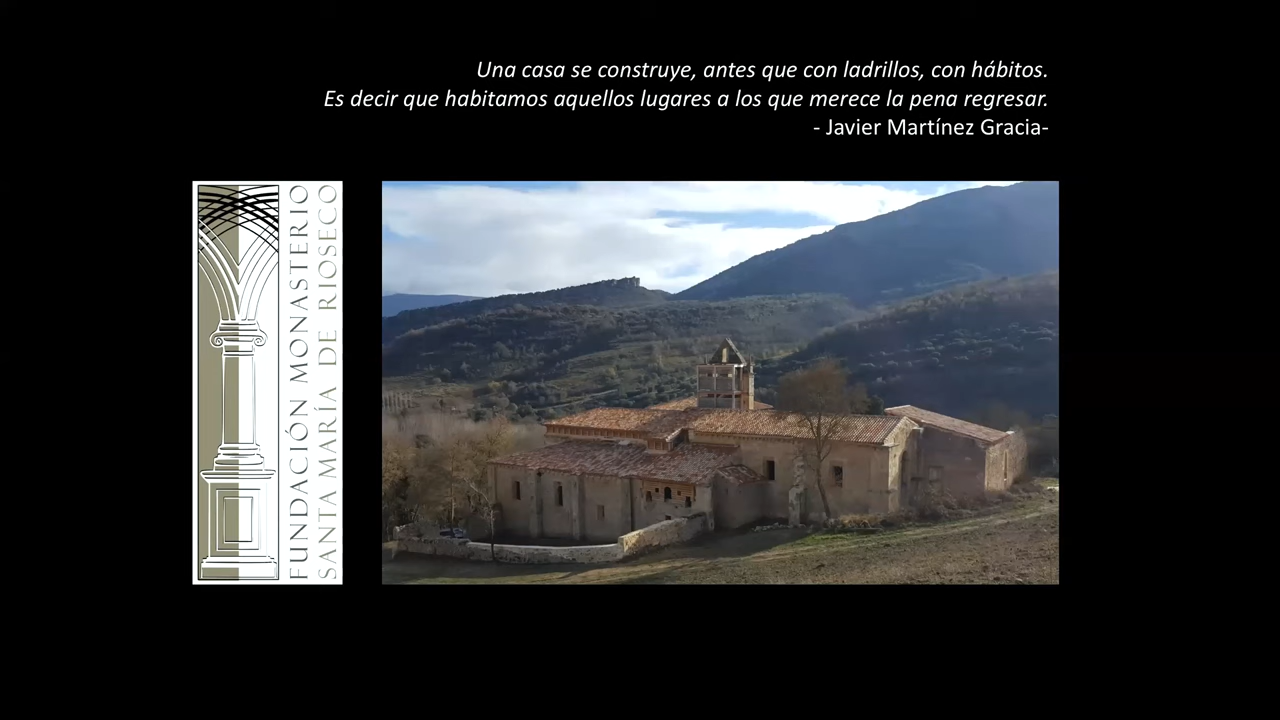 Una casa se construye, antes que con ladrillos, con hábitos.
Es decir que habitamos aquellos lugares a los que merece la pena regresar.
- Javier Martínez Gracia-
FUNDACIÓN MONASTERIO
SANTA MARÍA DE RIOSECO